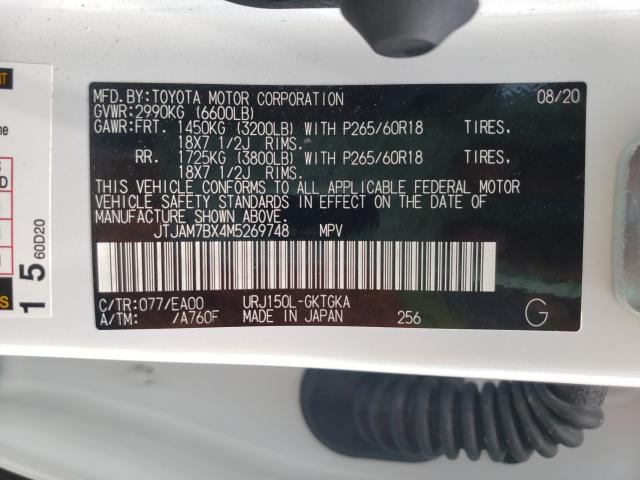 MFD.BY:TOYOTA MOTOR CORPORATION 08/20
GVWR:2990KG (6600LB)
GAWR:FRT. 1450KG (3200LB) WITH P265/60R18 TIRES,
18X7 1/2J RIMS.
RR. 1725KG (3800LB) WITH P265/60R18 TIRES,
18X7 1/2J RIMS.
THIS VEHICLE CONFORMS TO ALL APPLICABLE FEDERAL MOTOR
VEHICLE SAFETY STANDARDS IN EFFECT ON THE DATE OF
MANUFACTURE SHOWN ABOVE.
JTJAM7BX4M5269748 MPV
C/TR:077/EA00 URJ150L-GKTGKA
A/TM: /A760F MADE IN JAPAN 256 G
15 60D20